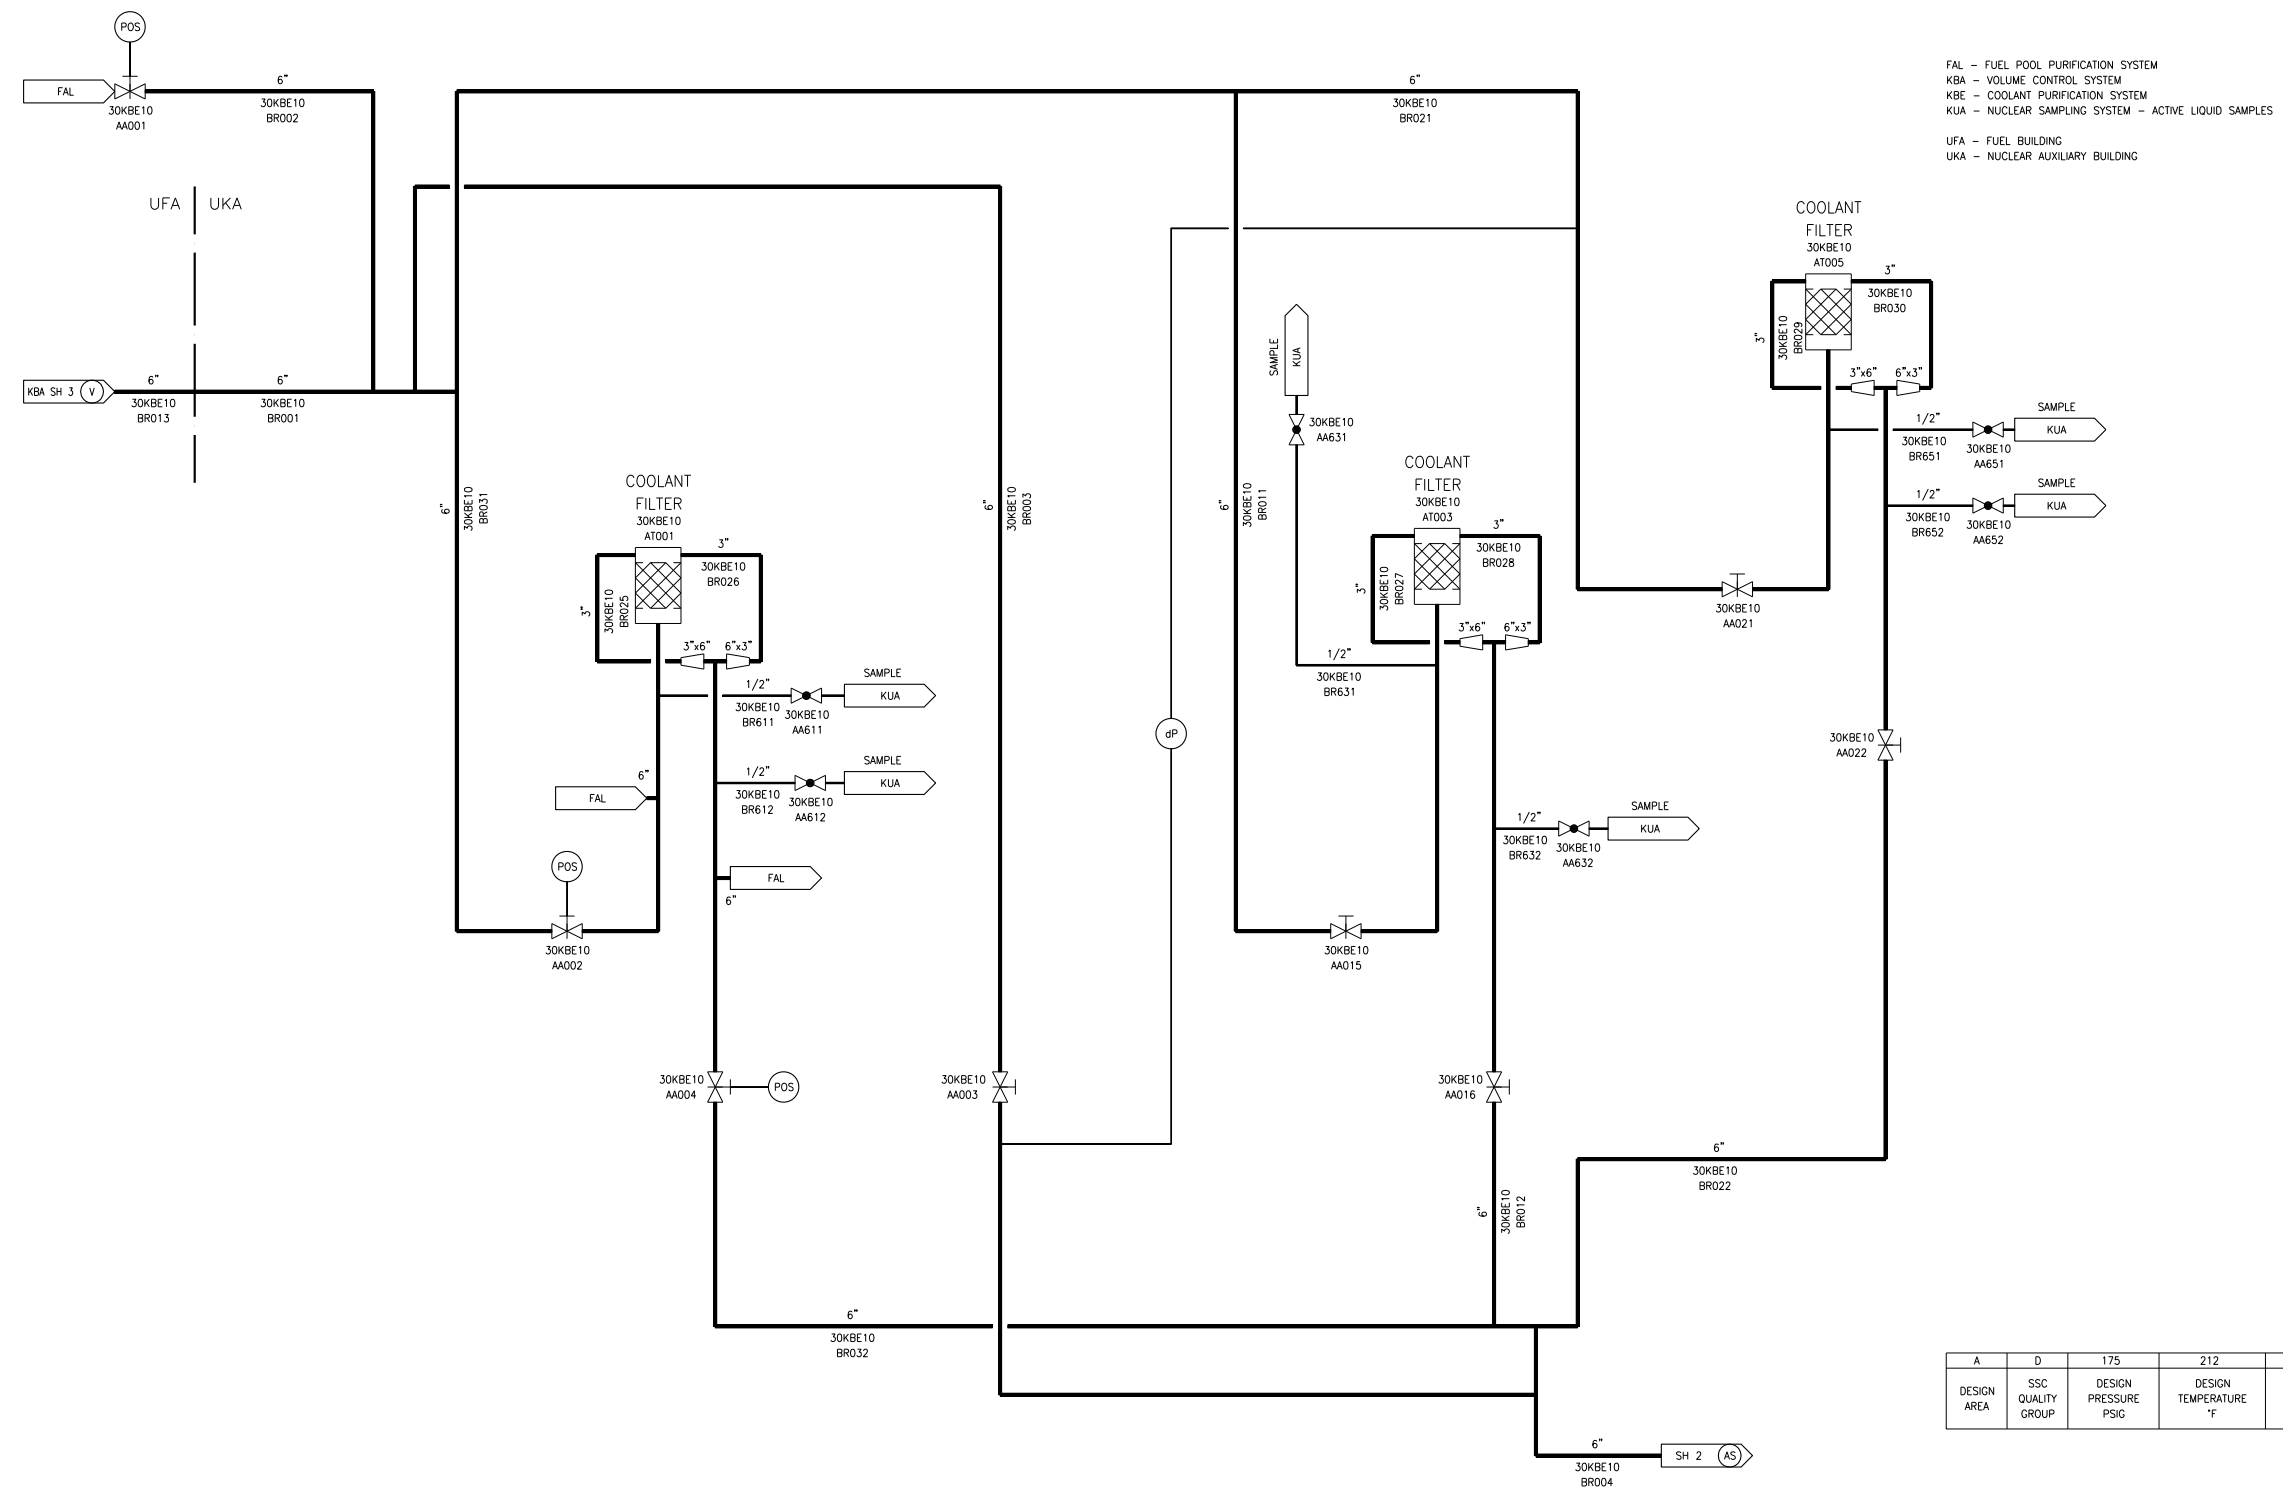 POS
FAL
6"
30KBE10
BR002
30KBE10
AA001
6"
30KBE10
BR021
FAL – FUEL POOL PURIFICATION SYSTEM
KBA – VOLUME CONTROL SYSTEM
KBE – COOLANT PURIFICATION SYSTEM
KUA – NUCLEAR SAMPLING SYSTEM – ACTIVE LIQUID SAMPLES
UFA – FUEL BUILDING
UKA – NUCLEAR AUXILIARY BUILDING
UFA
UKA
KBA SH 3 V
6"
30KBE10
BR013
6"
30KBE10
BR001
6"
30KBE10
BR031
COOLANT
FILTER
30KBE10
AT001
3"
30KBE10
BR026
3"
30KBE10
BR025
3"x6"
6"x3"
SAMPLE
1/2"
KUA
30KBE10
BR611
30KBE10
AA611
SAMPLE
1/2"
KUA
30KBE10
BR612
30KBE10
AA612
6"
FAL
FAL
6"
POS
30KBE10
AA002
30KBE10
AA004
POS
6"
30KBE10
BR003
30KBE10
AA003
dP
6"
30KBE10
BR011
SAMPLE
KUA
30KBE10
AA631
1/2"
30KBE10
BR631
COOLANT
FILTER
30KBE10
AT003
3"
30KBE10
BR028
3"
30KBE10
BR027
3"x6"
6"x3"
SAMPLE
1/2"
KUA
30KBE10
BR632
30KBE10
AA632
30KBE10
AA015
30KBE10
AA016
6"
30KBE10
BR012
COOLANT
FILTER
30KBE10
AT005
3"
30KBE10
BR030
3"
30KBE10
BR029
3"x6"
6"x3"
SAMPLE
1/2"
KUA
30KBE10
BR651
30KBE10
AA651
SAMPLE
1/2"
KUA
30KBE10
BR652
30KBE10
AA652
30KBE10
AA021
30KBE10
AA022
6"
30KBE10
BR022
6"
30KBE10
BR032
6"
30KBE10
BR004
SH 2 AS
A D 175 212
DESIGN
AREA
SSC
QUALITY
GROUP
DESIGN
PRESSURE
PSIG
DESIGN
TEMPERATURE
°F